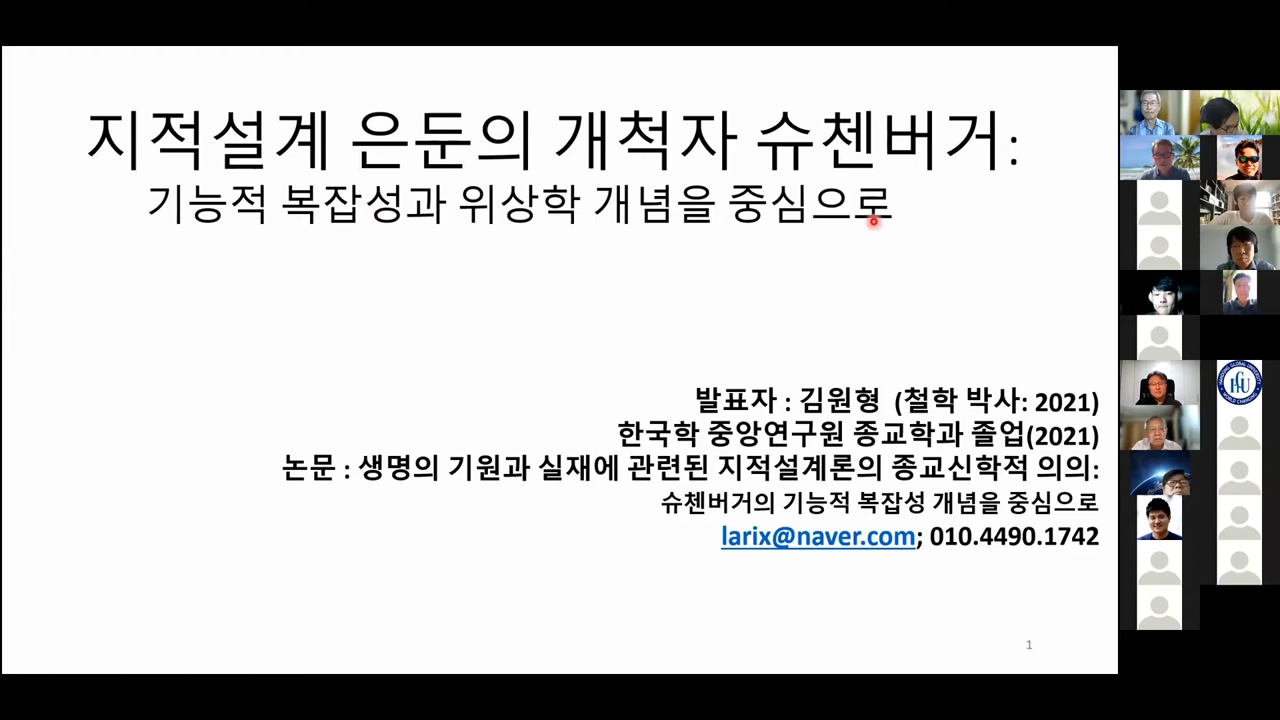 지적설계 은둔의 개척자 슈첸버거:
기능적 복잡성과 위상학 개념을 중심으로
발표자 : 김원형 (철학 박사: 2021)
한국학 중앙연구원 종교학과 졸업(2021)
논문 : 생명의 기원과 실재에 관련된 지적설계론의 종교신학적 의의:
슈첸버거의 기능적 복잡성 개념을 중심으로
larix@naver.com; 010.4490.1742
1